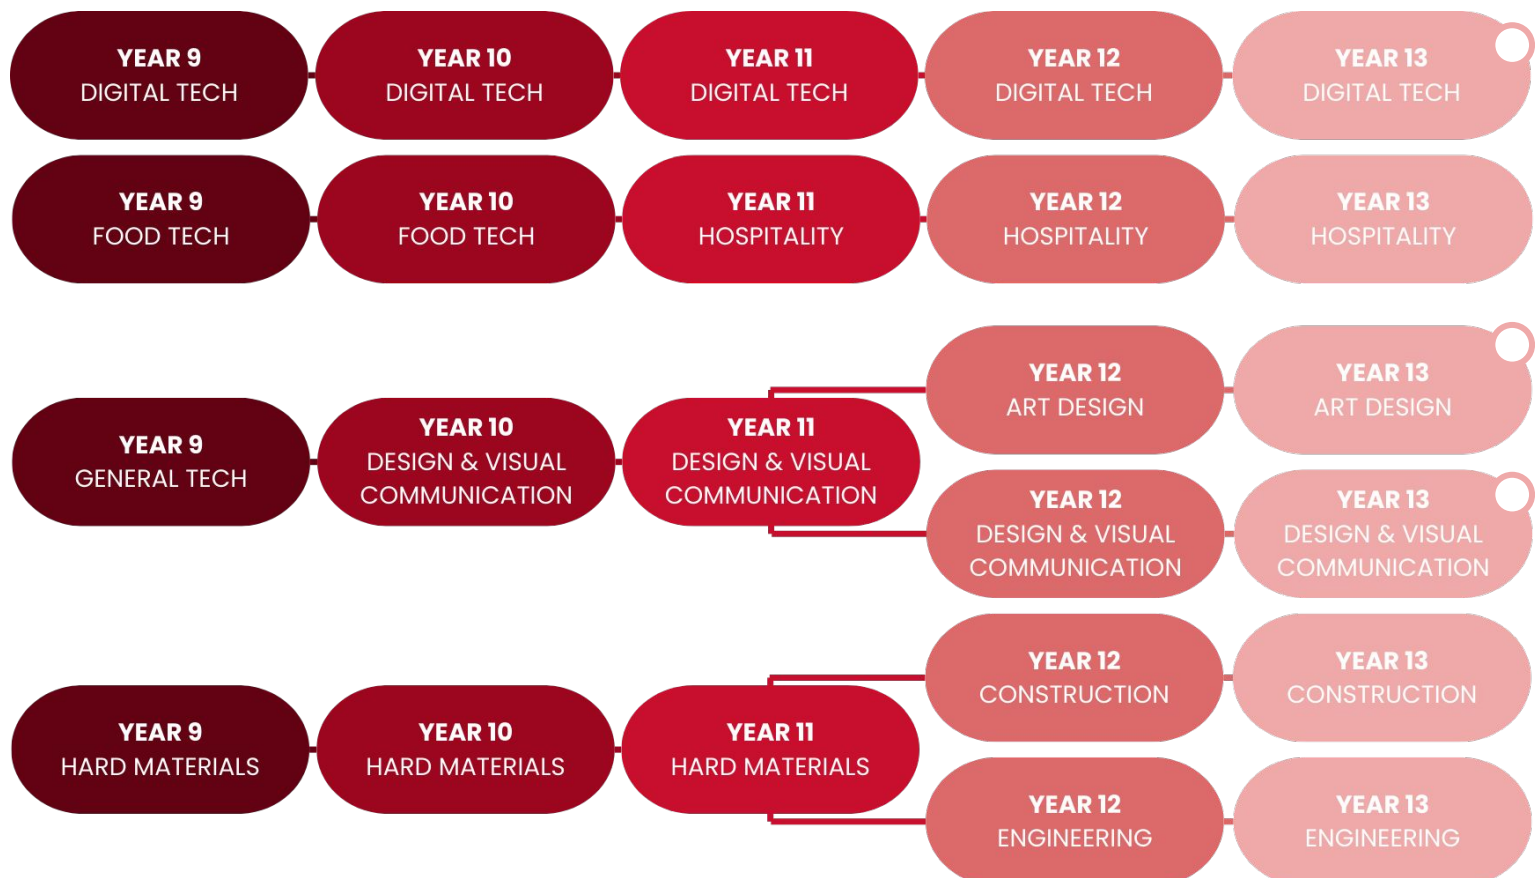 YEAR 9
DIGITAL TECH
YEAR 10
DIGITAL TECH
YEAR 11
DIGITAL TECH
YEAR 12
DIGITAL TECH
YEAR 13
DIGITAL TECH
YEAR 9
FOOD TECH
YEAR 10
FOOD TECH
YEAR 11
HOSPITALITY
YEAR 12
HOSPITALITY
YEAR 13
HOSPITALITY
YEAR 9
GENERAL TECH
YEAR 10
DESIGN & VISUAL
COMMUNICATION
YEAR 11
DESIGN & VISUAL
COMMUNICATION
YEAR 12
ART DESIGN
YEAR 13
ART DESIGN
YEAR 12
DESIGN & VISUAL
COMMUNICATION
YEAR 13
DESIGN & VISUAL
COMMUNICATION
YEAR 9
HARD MATERIALS
YEAR 10
HARD MATERIALS
YEAR 11
HARD MATERIALS
YEAR 12
CONSTRUCTION
YEAR 13
CONSTRUCTION
YEAR 12
ENGINEERING
YEAR 13
ENGINEERING